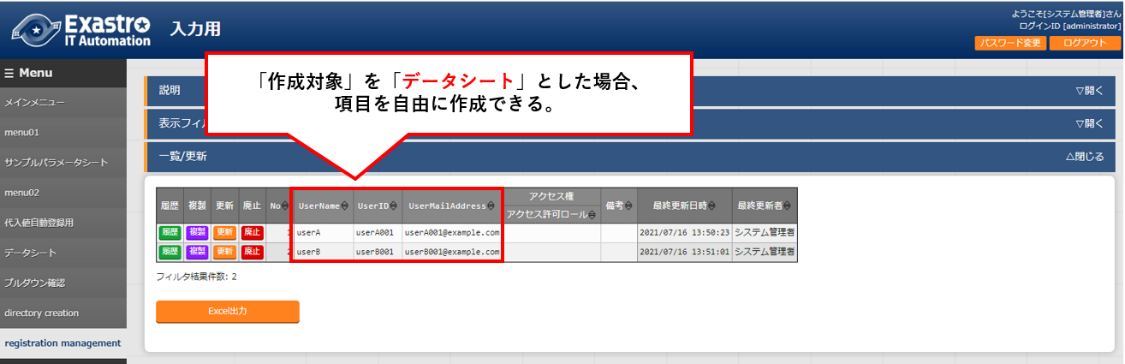 Exastro
IT Automation
入力用
ようこそ[システム管理者]さん
ログインID [administrator]
パスワード変更 ログアウト
☰ Menu
メインメニュー
menu01
サンプルパラメータシート
menu02
代入値自動登録用
データシート
プルダウン確認
directory creation
registration management
「作成対象」を「データシート」とした場合、
項目を自由に作成できる。
説明 ▽開く
表示フィル ▽開く
一覧/更新 △閉じる
履歴 複製 更新 廃止 No UserName UserID UserMailAddress アクセス権 備考 最終更新日時 最終更新者
アクセス許可ロール
履歴 複製 更新 廃止 1 userA userA001 userA001@example.com 2021/07/16 13:50:23 システム管理者
履歴 複製 更新 廃止 2 userB userB001 userB001@example.com 2021/07/16 13:51:01 システム管理者
フィルタ結果件数: 2
Excel出力